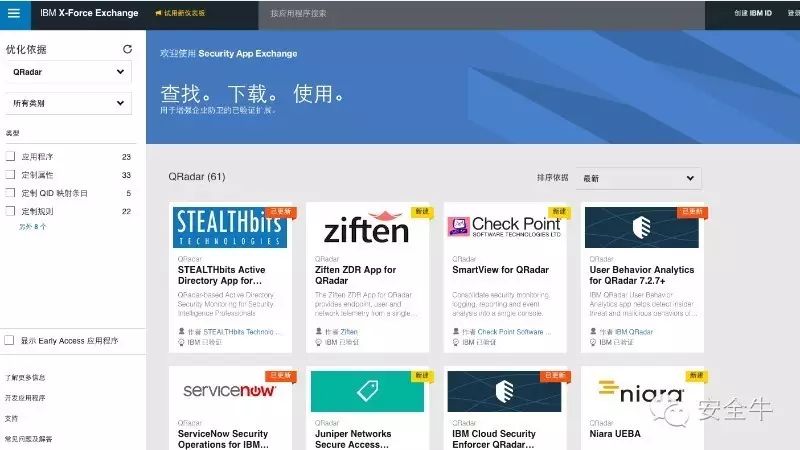 IBM X-Force Exchange
试用新仪表板
按应用程序搜索
创建 IBM ID
登录
优化依据
QRadar
所有类别
类型
应用程序 23
定制属性 33
定制 QID 映射条目 5
定制规则 22
另外 8 个
显示 Early Access 应用程序
了解更多信息
开发应用程序
支持
常见问题及解答
欢迎使用 Security App Exchange
查找。 下载。 使用。
用于增强企业防卫的已验证扩展。
QRadar (61)
排序依据
最新
已更新
STEALTHbits
TECHNOLOGIES
QRadar
STEALTHbits Active
Directory App for...
QRadar-based Active Directory
Security Monitoring for Security
Intelligence Professionals
作者 STEALTHbits Technolo...
IBM 已验证
新建
ziften
QRadar
Ziften ZDR App for
QRadar
The Ziften ZDR App for QRadar
provides endpoint, user and
network telemetry from a single...
作者 Ziften
IBM 已验证
新建
Check Point
SOFTWARE TECHNOLOGIES LTD
QRadar
SmartView for QRadar
Consolidate security monitoring,
logging, reporting and event
analysis into a single console.
作者 Check Point Software ...
IBM 已验证
已更新
QRadar
User Behavior Analytics
for QRadar 7.2.7+
IBM QRadar User Behavior
Analytics app helps detect insider
threat and malicious behaviors of...
作者 IBM QRadar
IBM 已验证
已更新
servicenow
QRadar
ServiceNow Security
Operations for IBM...
新建
QRadar
Juniper Networks
Secure Access...
已更新
QRadar
IBM Cloud Security
Enforcer QRadar...
新建
niara
QRadar
Niara UEBA
安全牛